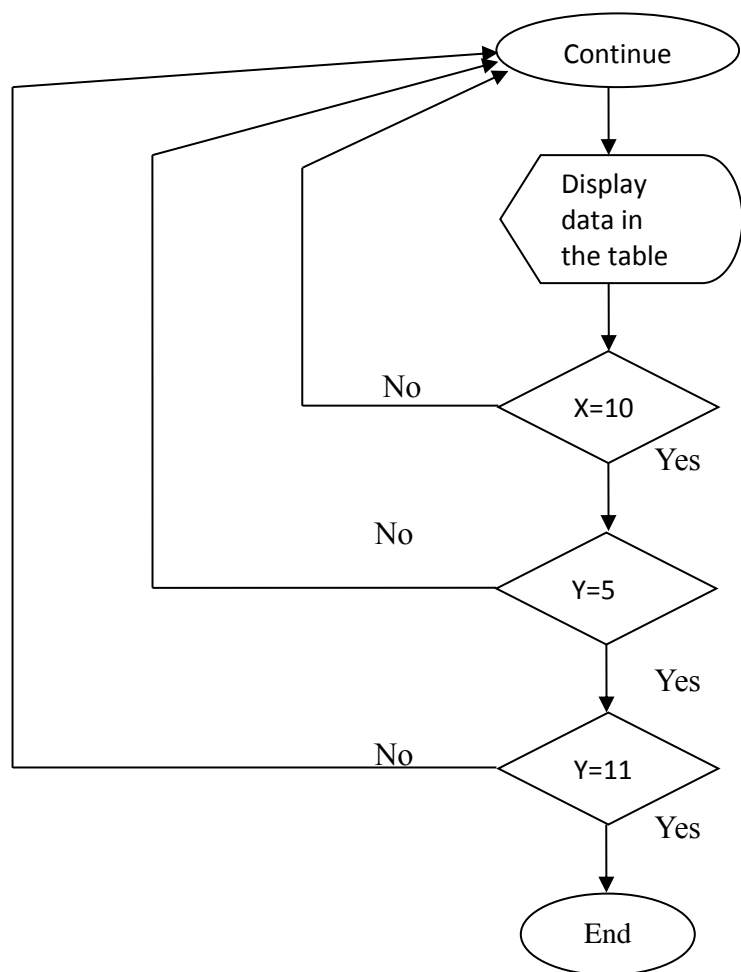 Continue
Display
data in
the table
No
X=10
Yes
No
Y=5
Yes
No
Y=11
Yes
End